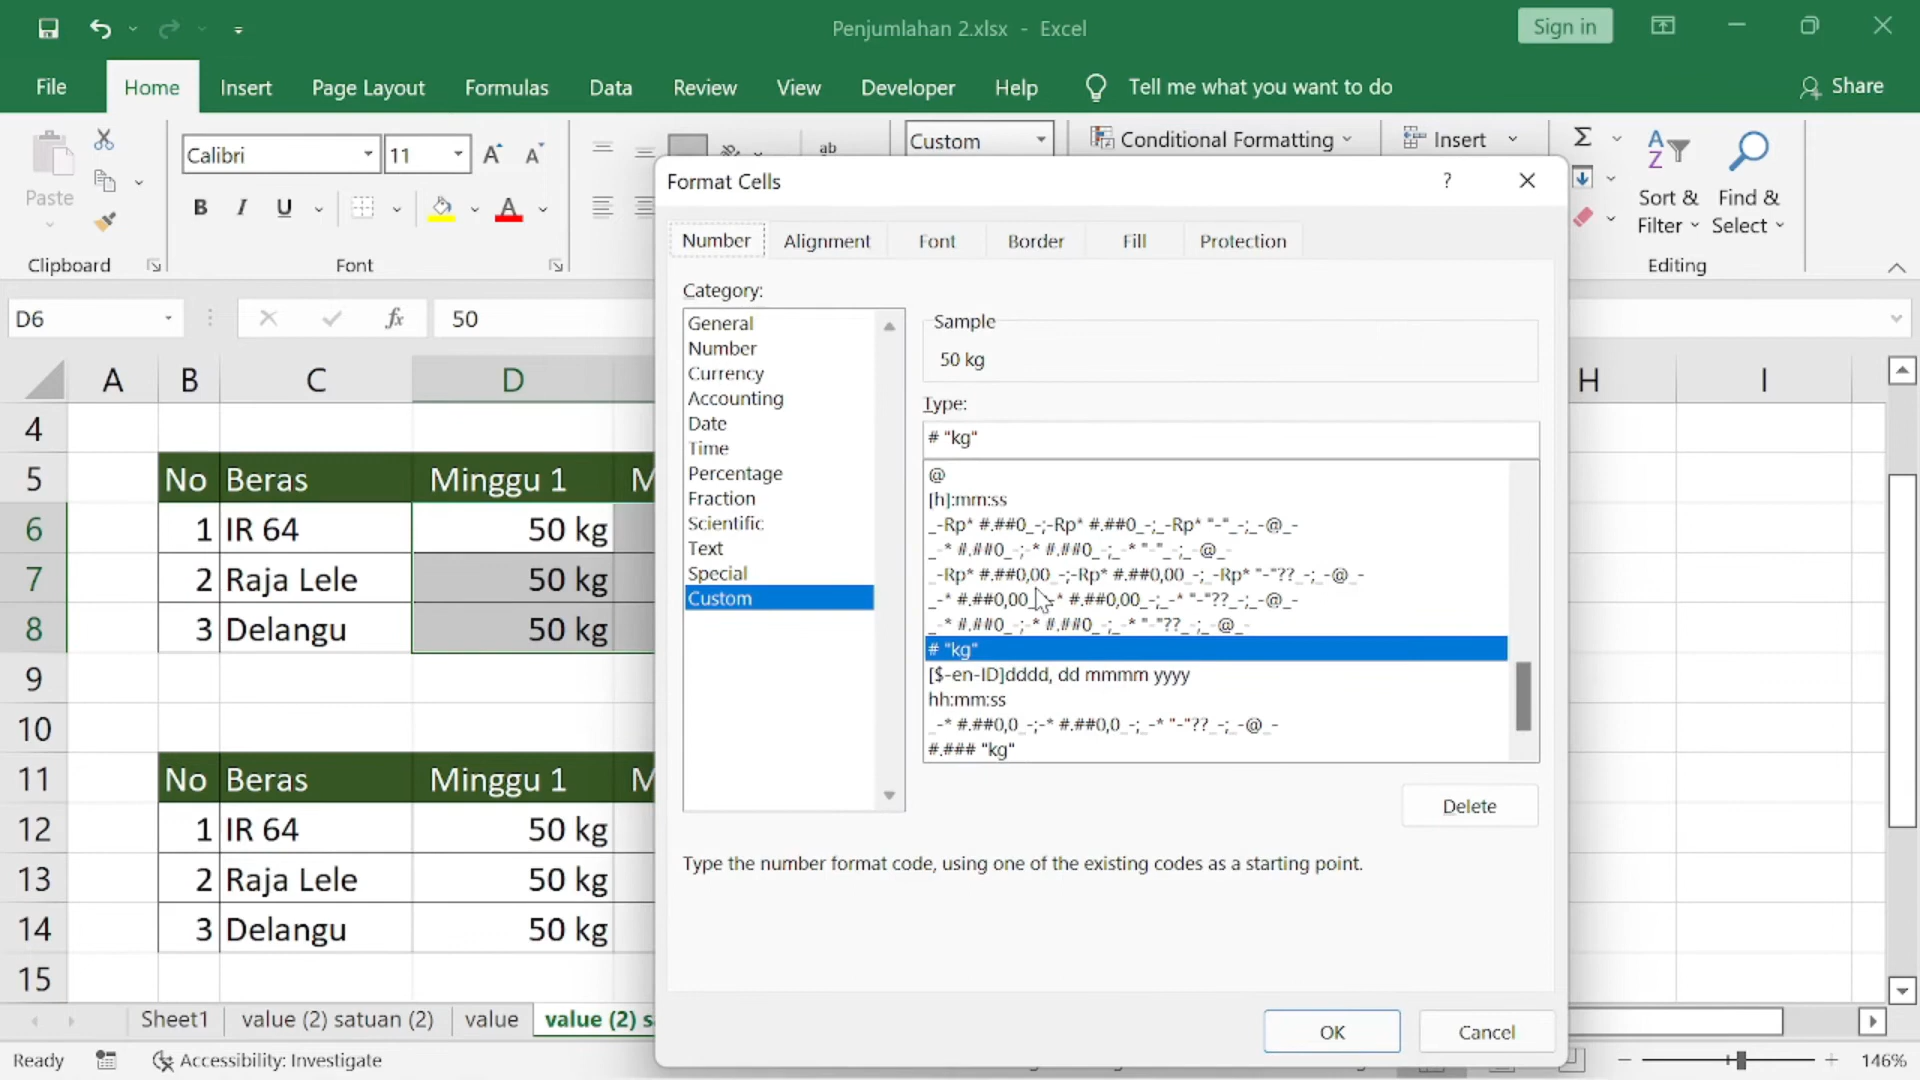 Penjumlahan 2.xlsx - Excel
Sign in
File Home Insert Page Layout Formulas Data Review View Developer Help Tell me what you want to do Share
Paste
Clipboard
Calibri 11
B I U
Font
ab
Custom
Conditional Formatting
Insert
Sort & Filter
Find & Select
Editing
D6
fx
50
Format Cells
?
Number Alignment Font Border Fill Protection
Category:
General
Number
Currency
Accounting
Date
Time
Percentage
Fraction
Scientific
Text
Special
Custom
Sample
50 kg
Type:
# "kg"
@
[h]:mm:ss
_-Rp* #.##0_-;-Rp* #.##0_-;_-Rp* "-"_-;_-@_-
_-* #.##0_-;-* #.##0_-;_-* "-"_-;_-@_-
_-Rp* #.##0,00_-;-Rp* #.##0,00_-;_-Rp* "-"??_-;_-@_-
_-* #.##0,00_-;-* #.##0,00_-;_-* "-"??_-;_-@_-
_-* #.##0_-;-* #.##0_-;_-* "-"??_-;_-@_-
# "kg"
[$-en-ID]dddd, dd mmmm yyyy
hh:mm:ss
_-* #.##0,0_-;-* #.##0,0_-;_-* "-"??_-;_-@_-
#.### "kg"
Delete
Type the number format code, using one of the existing codes as a starting point.
OK
Cancel
A B C D H I
4
5 No Beras Minggu 1 M
6 1 IR 64 50 kg
7 2 Raja Lele 50 kg
8 3 Delangu 50 kg
9
10
11 No Beras Minggu 1 M
12 1 IR 64 50 kg
13 2 Raja Lele 50 kg
14 3 Delangu 50 kg
15
Sheet1 value (2) satuan (2) value value (2) s
Ready Accessibility: Investigate 146%